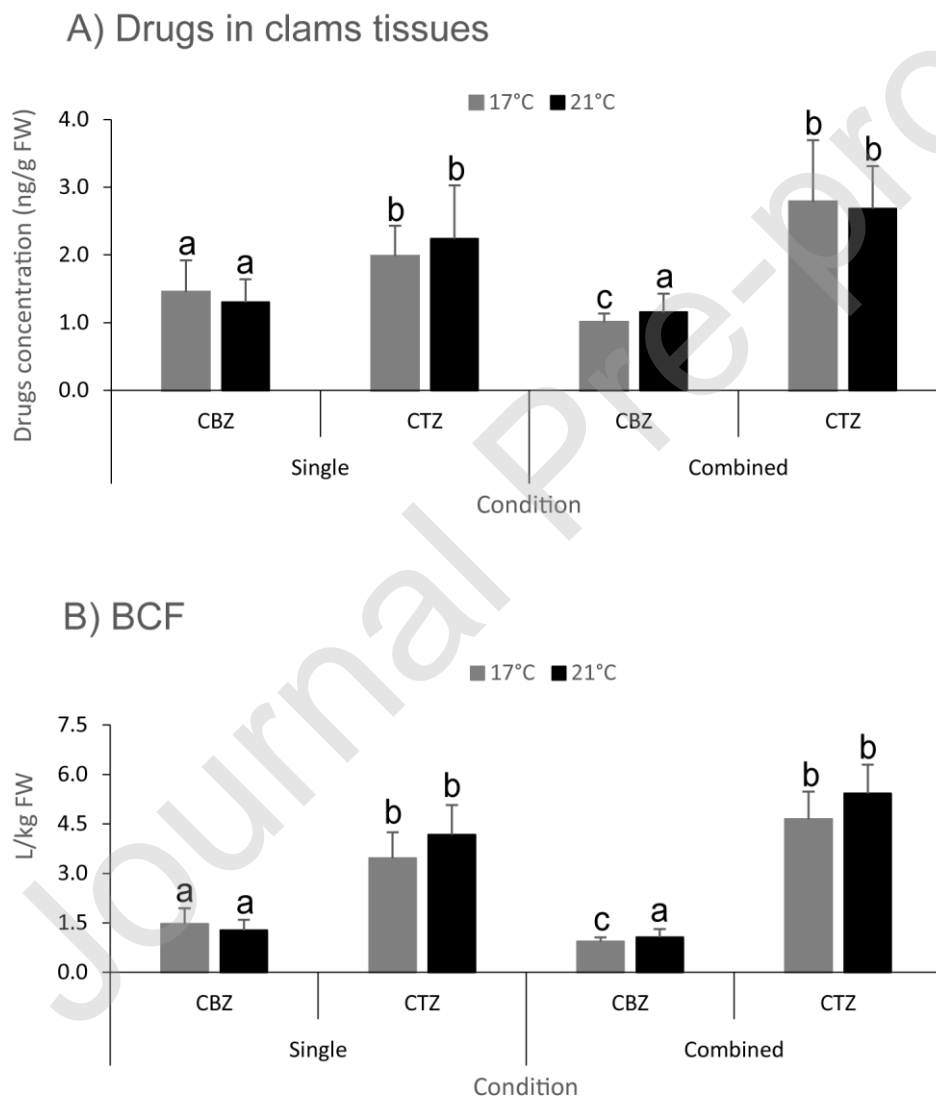 A) Drugs in clams tissues
17°C 21°C
Drugs concentration (ng/g FW)
4.0
3.0
2.0
1.0
0.0
a a b b c a b b
CBZ CTZ CBZ CTZ
Single Combined
Condition
B) BCF
17°C 21°C
L/kg FW
7.5
6.0
4.5
3.0
1.5
0.0
a a b b c a b b
CBZ CTZ CBZ CTZ
Single Combined
Condition
Journal Pre-pro